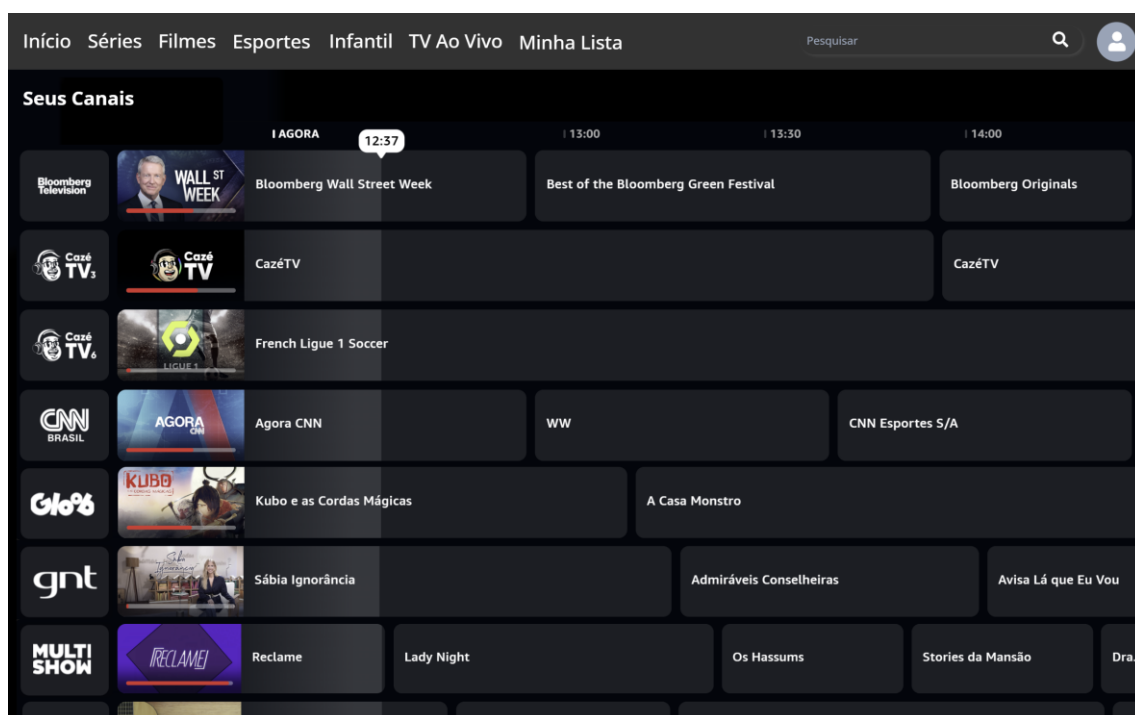 Início Séries Filmes Esportes Infantil TV Ao Vivo Minha Lista Pesquisar
Seus Canais
I AGORA 12:37 I 13:00 I 13:30 I 14:00
Bloomberg
Television
WALL ST
WEEK
Bloomberg Wall Street Week Best of the Bloomberg Green Festival Bloomberg Originals
Cazé
TV3
Cazé
TV
CazéTV CazéTV
Cazé
TV6
LIGUE 1
French Ligue 1 Soccer
CNN
BRASIL
AGORA
CNN
Agora CNN WW CNN Esportes S/A
Gloob
KUBO
Kubo e as Cordas Mágicas A Casa Monstro
gnt
Sábia
Ignorância
Sábia Ignorância Admiráveis Conselheiras Avisa Lá que Eu Vou
MULTI
SHOW
RECLAME!
Reclame Lady Night Os Hassums Stories da Mansão Dra.